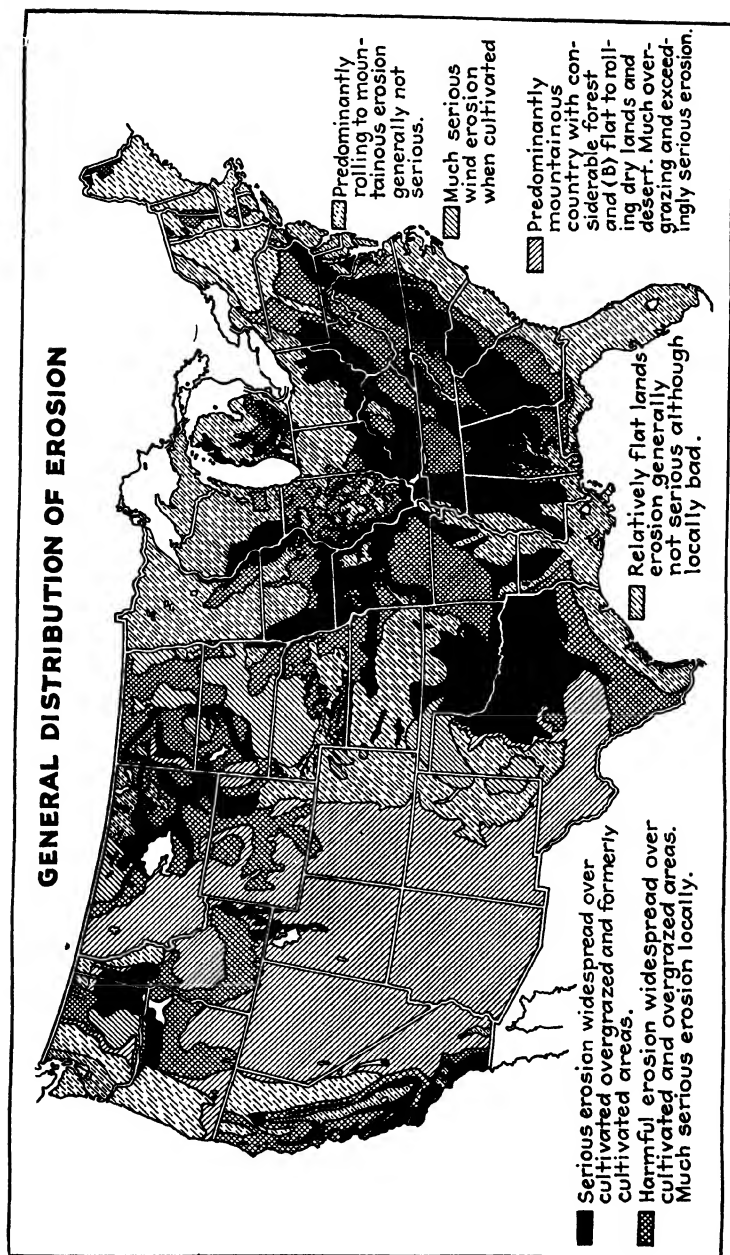 GENERAL DISTRIBUTION OF EROSION
Predominantly
rolling to moun-
tainous erosion
generally not
serious.
Much serious
wind erosion
when cultivated
Predominantly
mountainous
country with con-
siderable forest
and (B) flat to roll-
ing dry lands and
desert. Much over-
grazing and exceed-
ingly serious erosion.
Relatively flat lands
erosion generally
not serious although
locally bad.
Serious erosion widespread over
cultivated overgrazed and formerly
cultivated areas.
Harmful erosion widespread over
cultivated and overgrazed areas.
Much serious erosion locally.